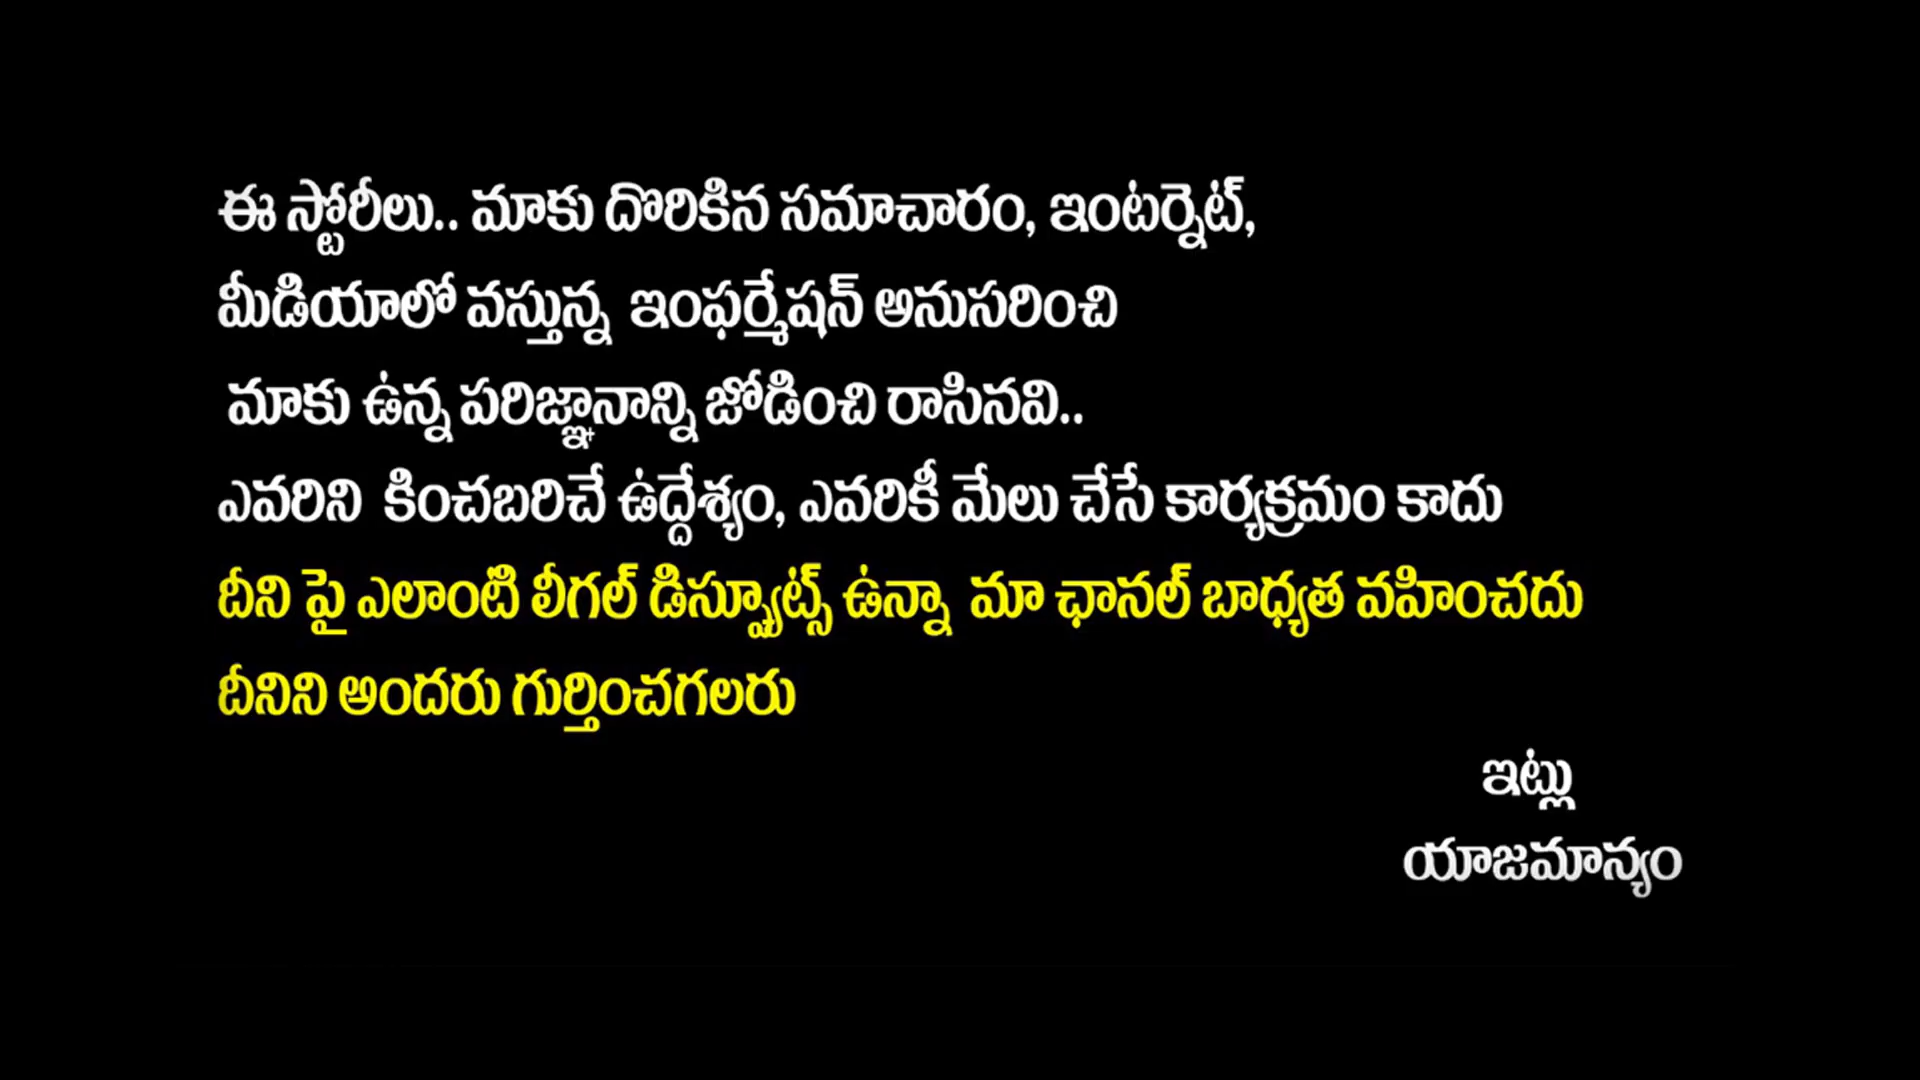 ఈ స్టోరీలు.. మాకు దొరికిన సమాచారం, ఇంటర్నెట్,
మీడియాలో వస్తున్న ఇంఫర్మేషన్ అనుసరించి
మాకు ఉన్న పరిజ్ఞానాన్ని జోడించి రాసినవి..
ఎవరిని కించబరిచే ఉద్దేశ్యం, ఎవరికీ మేలు చేసే కార్యక్రమం కాదు
దీని పై ఎలాంటి లీగల్ డిస్ప్యూట్స్ ఉన్నా మా ఛానల్ బాధ్యత వహించదు
దీనిని అందరు గుర్తించగలరు
ఇట్లు
యాజమాన్యం